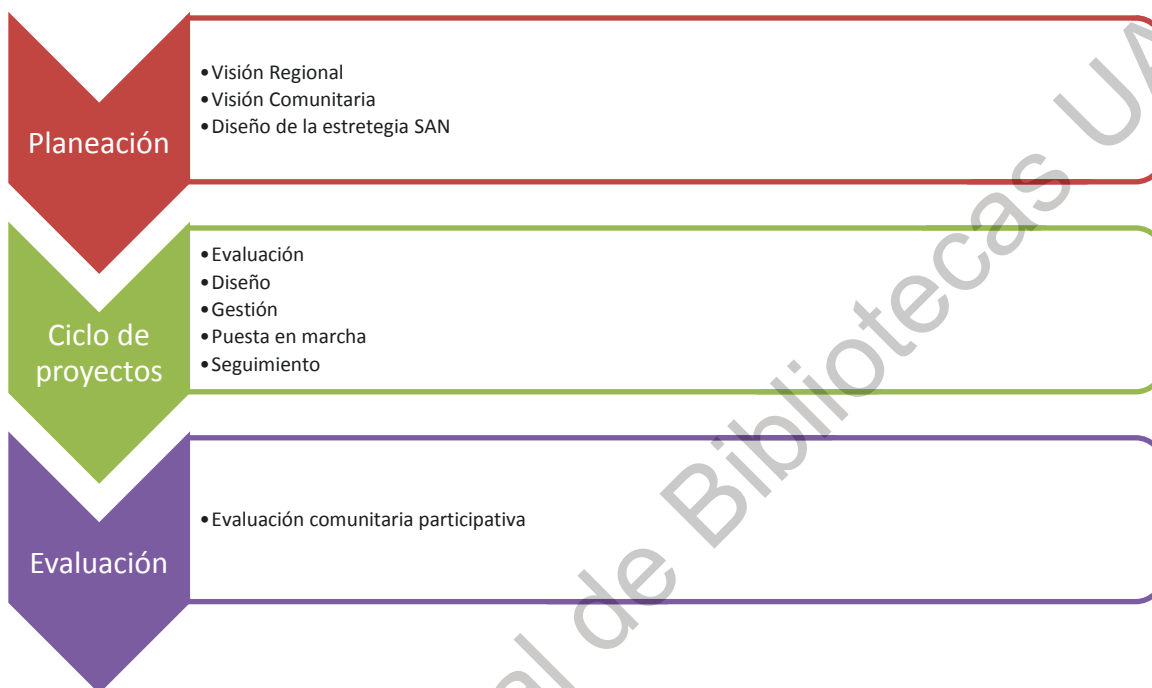 Planeación
•Visión Regional
•Visión Comunitaria
•Diseño de la estretegia SAN
Ciclo de
proyectos
•Evaluación
•Diseño
•Gestión
•Puesta en marcha
•Seguimiento
Evaluación
•Evaluación comunitaria participativa
de Bibliotecas